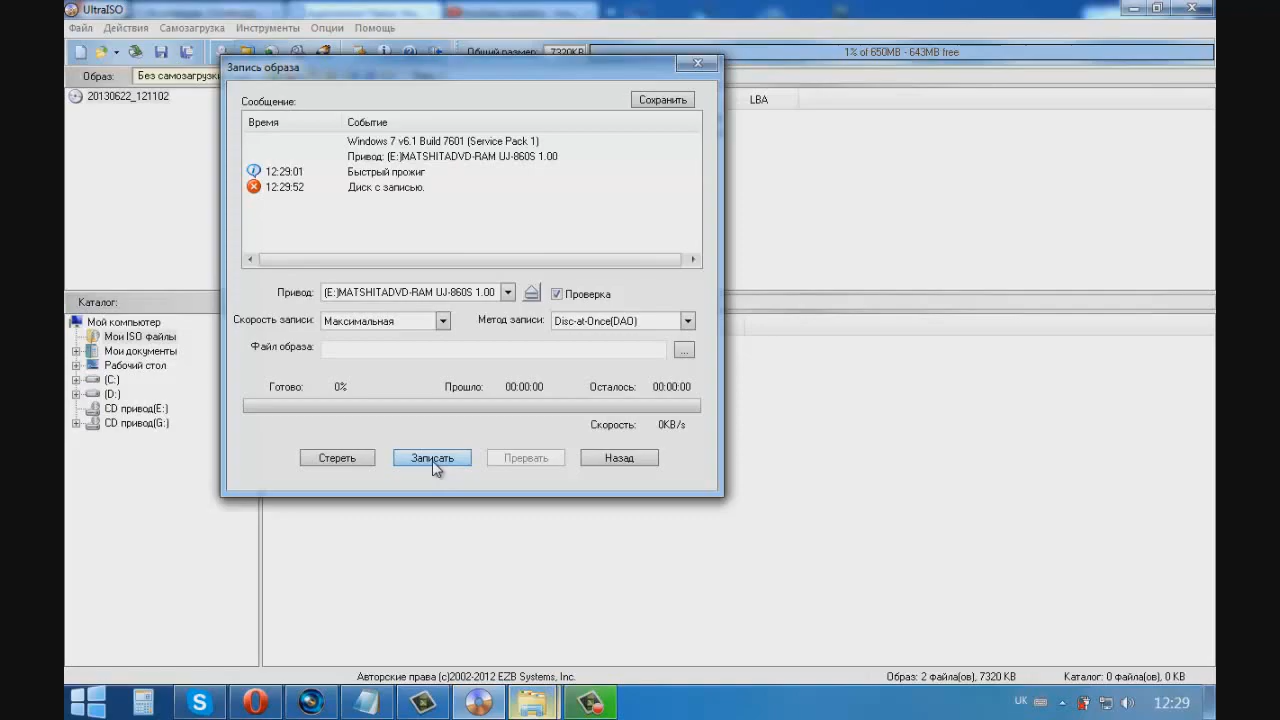 UltraISO
Файл Действия Самозагрузка Инструменты Опции Помощь
Общий размер: 7320KB 1% of 650MB - 643MB free
Образ: Без самозагрузки
20130622_121102
LBA
Запись образа
Сообщение: Сохранить
Время Событие
Windows 7 v6.1 Build 7601 (Service Pack 1)
Привод: (E:)MATSHITADVD-RAM UJ-860S 1.00
12:29:01 Быстрый прожиг
12:29:52 Диск с записью.
Привод: (E:)MATSHITADVD-RAM UJ-860S 1.00 Проверка
Скорость записи: Максимальная Метод записи: Disc-at-Once(DAO)
Файл образа: ...
Готово: 0% Прошло: 00:00:00 Осталось: 00:00:00
Скорость: 0KB/s
Стереть Записать Прервать Назад
Каталог:
Мой компьютер
Мои ISO файлы
Мои документы
Рабочий стол
(C:)
(D:)
CD привод(E:)
CD привод(G:)
Авторские права (c)2002-2012 EZB Systems, Inc. Образ: 2 файла(ов), 7320 KB Каталог: 0 файла(ов), 0 KB
UK 12:29